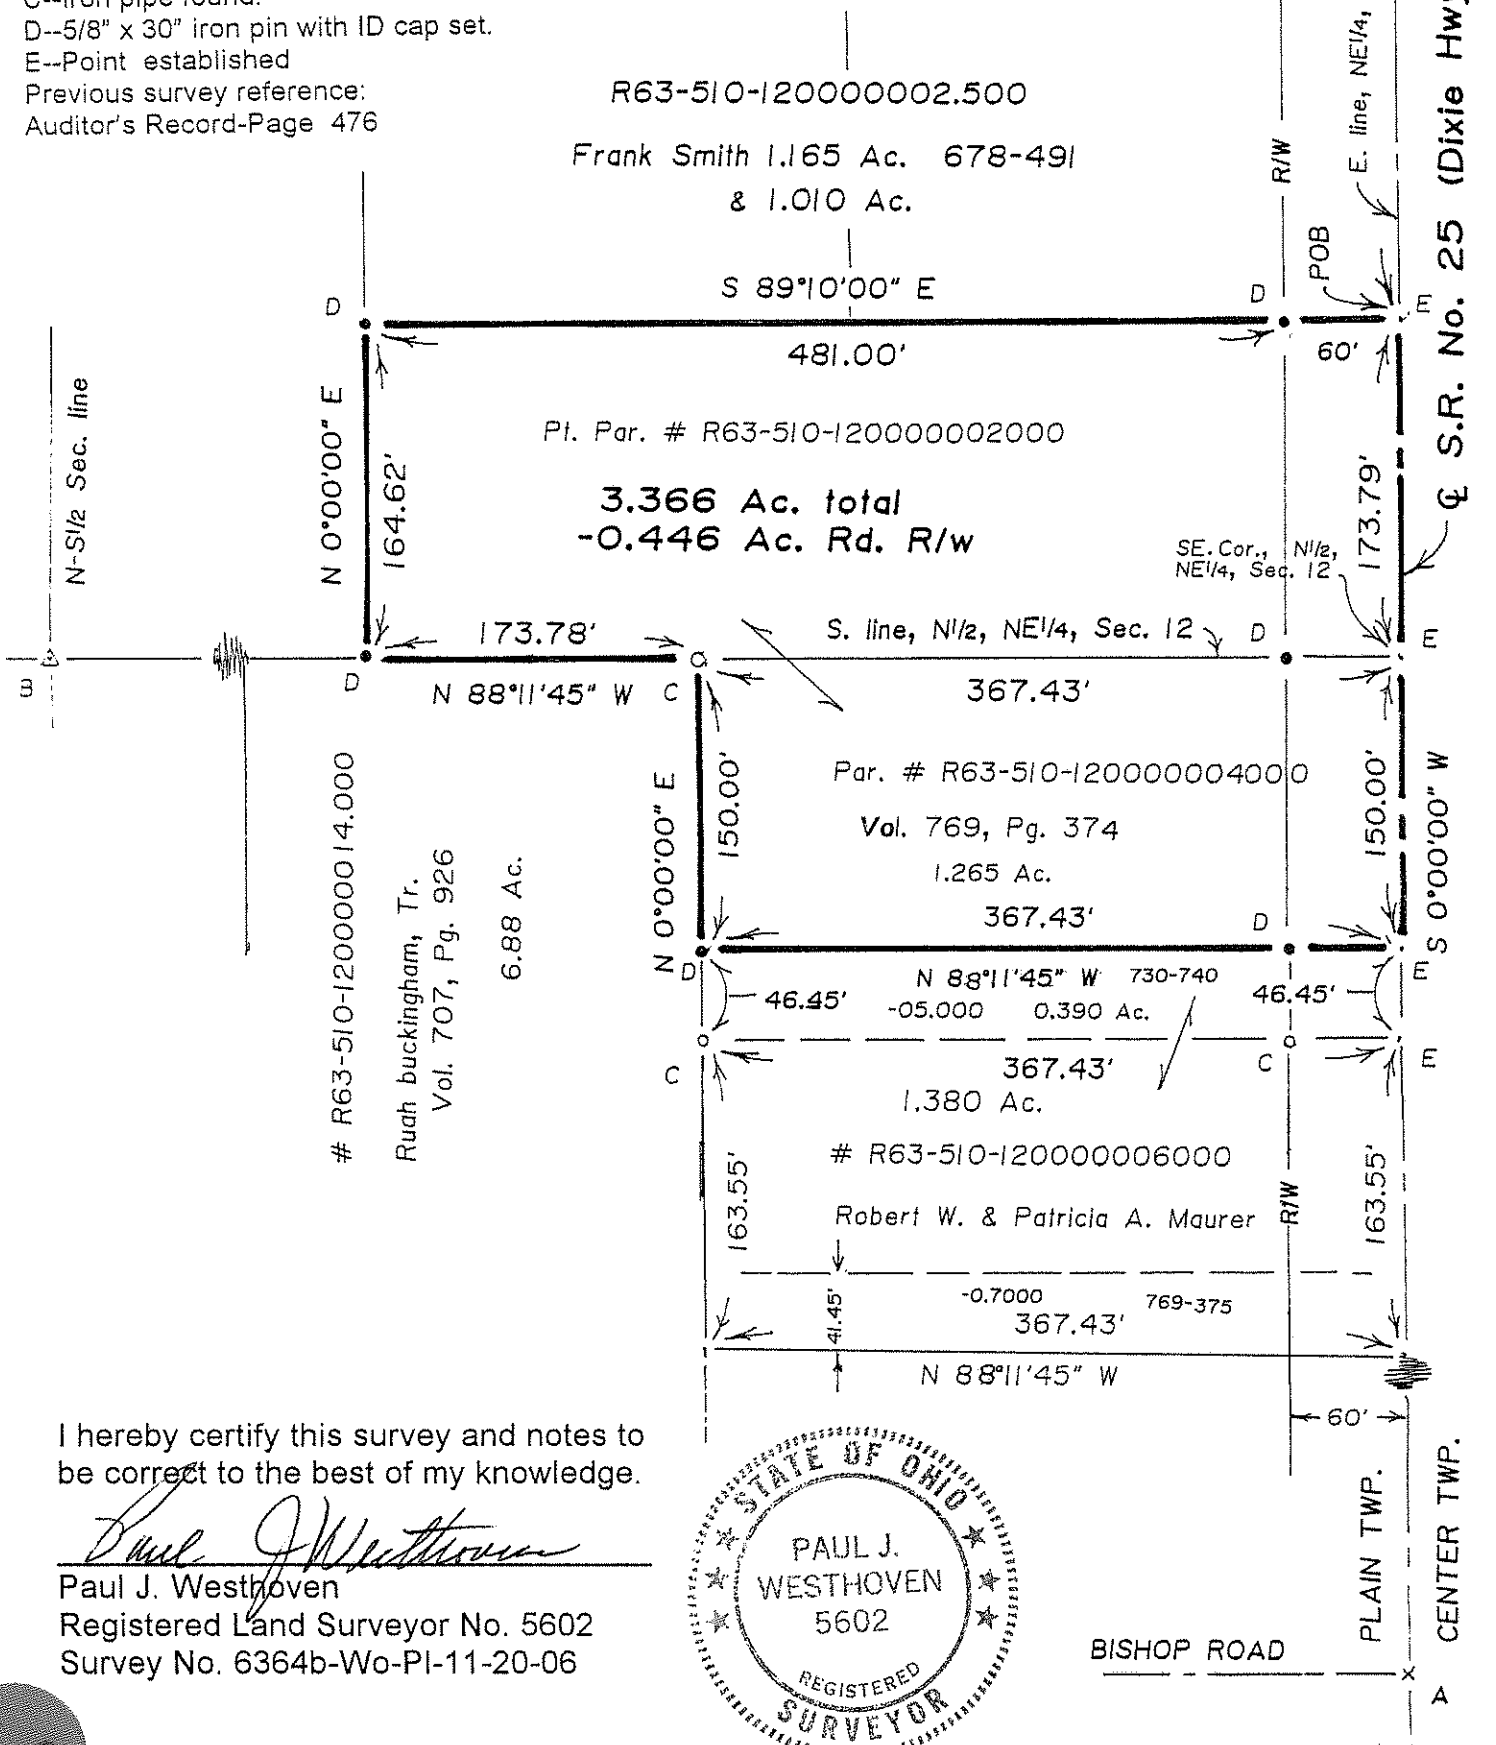 C--Iron pipe found.
D--5/8" x 30" iron pin with ID cap set.
E--Point established
Previous survey reference:
Auditor's Record-Page 476
R63-510-120000002.500
Frank Smith 1.165 Ac. 678-491
& 1.010 Ac.
R/W
E. line, NE1/4,
℄ S.R. No. 25 (Dixie Hwy
POB
S 89°10'00" E
D
D
E
481.00'
60'
N-S1/2 Sec. line
N 0°00'00" E
164.62'
Pt. Par. # R63-510-120000002000
3.366 Ac. total
-0.446 Ac. Rd. R/w
173.79'
SE. Cor., N1/2,
NE1/4, Sec. 12
173.78'
S. line, N1/2, NE1/4, Sec. 12
D
E
B
D
N 88°11'45" W
C
367.43'
# R63-510-120000014.000
Ruah buckingham, Tr.
Vol. 707, Pg. 926
6.88 Ac.
N 0°00'00" E
150.00'
Par. # R63-510-120000004000
Vol. 769, Pg. 374
1.265 Ac.
367.43'
D
150.00'
S 0°00'00" W
D
N 88°11'45" W 730-740
E
46.45'
-05.000 0.390 Ac.
46.45'
C
367.43'
C
E
1.380 Ac.
# R63-510-120000006000
163.55'
Robert W. & Patricia A. Maurer
R/W
163.55'
41.45'
-0.7000 769-375
367.43'
N 88°11'45" W
60'
I hereby certify this survey and notes to
be correct to the best of my knowledge.
Paul J Westhoven
Paul J. Westhoven
Registered Land Surveyor No. 5602
Survey No. 6364b-Wo-Pl-11-20-06
STATE OF OHIO
PAUL J.
WESTHOVEN
5602
REGISTERED
SURVEYOR
PLAIN TWP.
CENTER TWP.
BISHOP ROAD
A